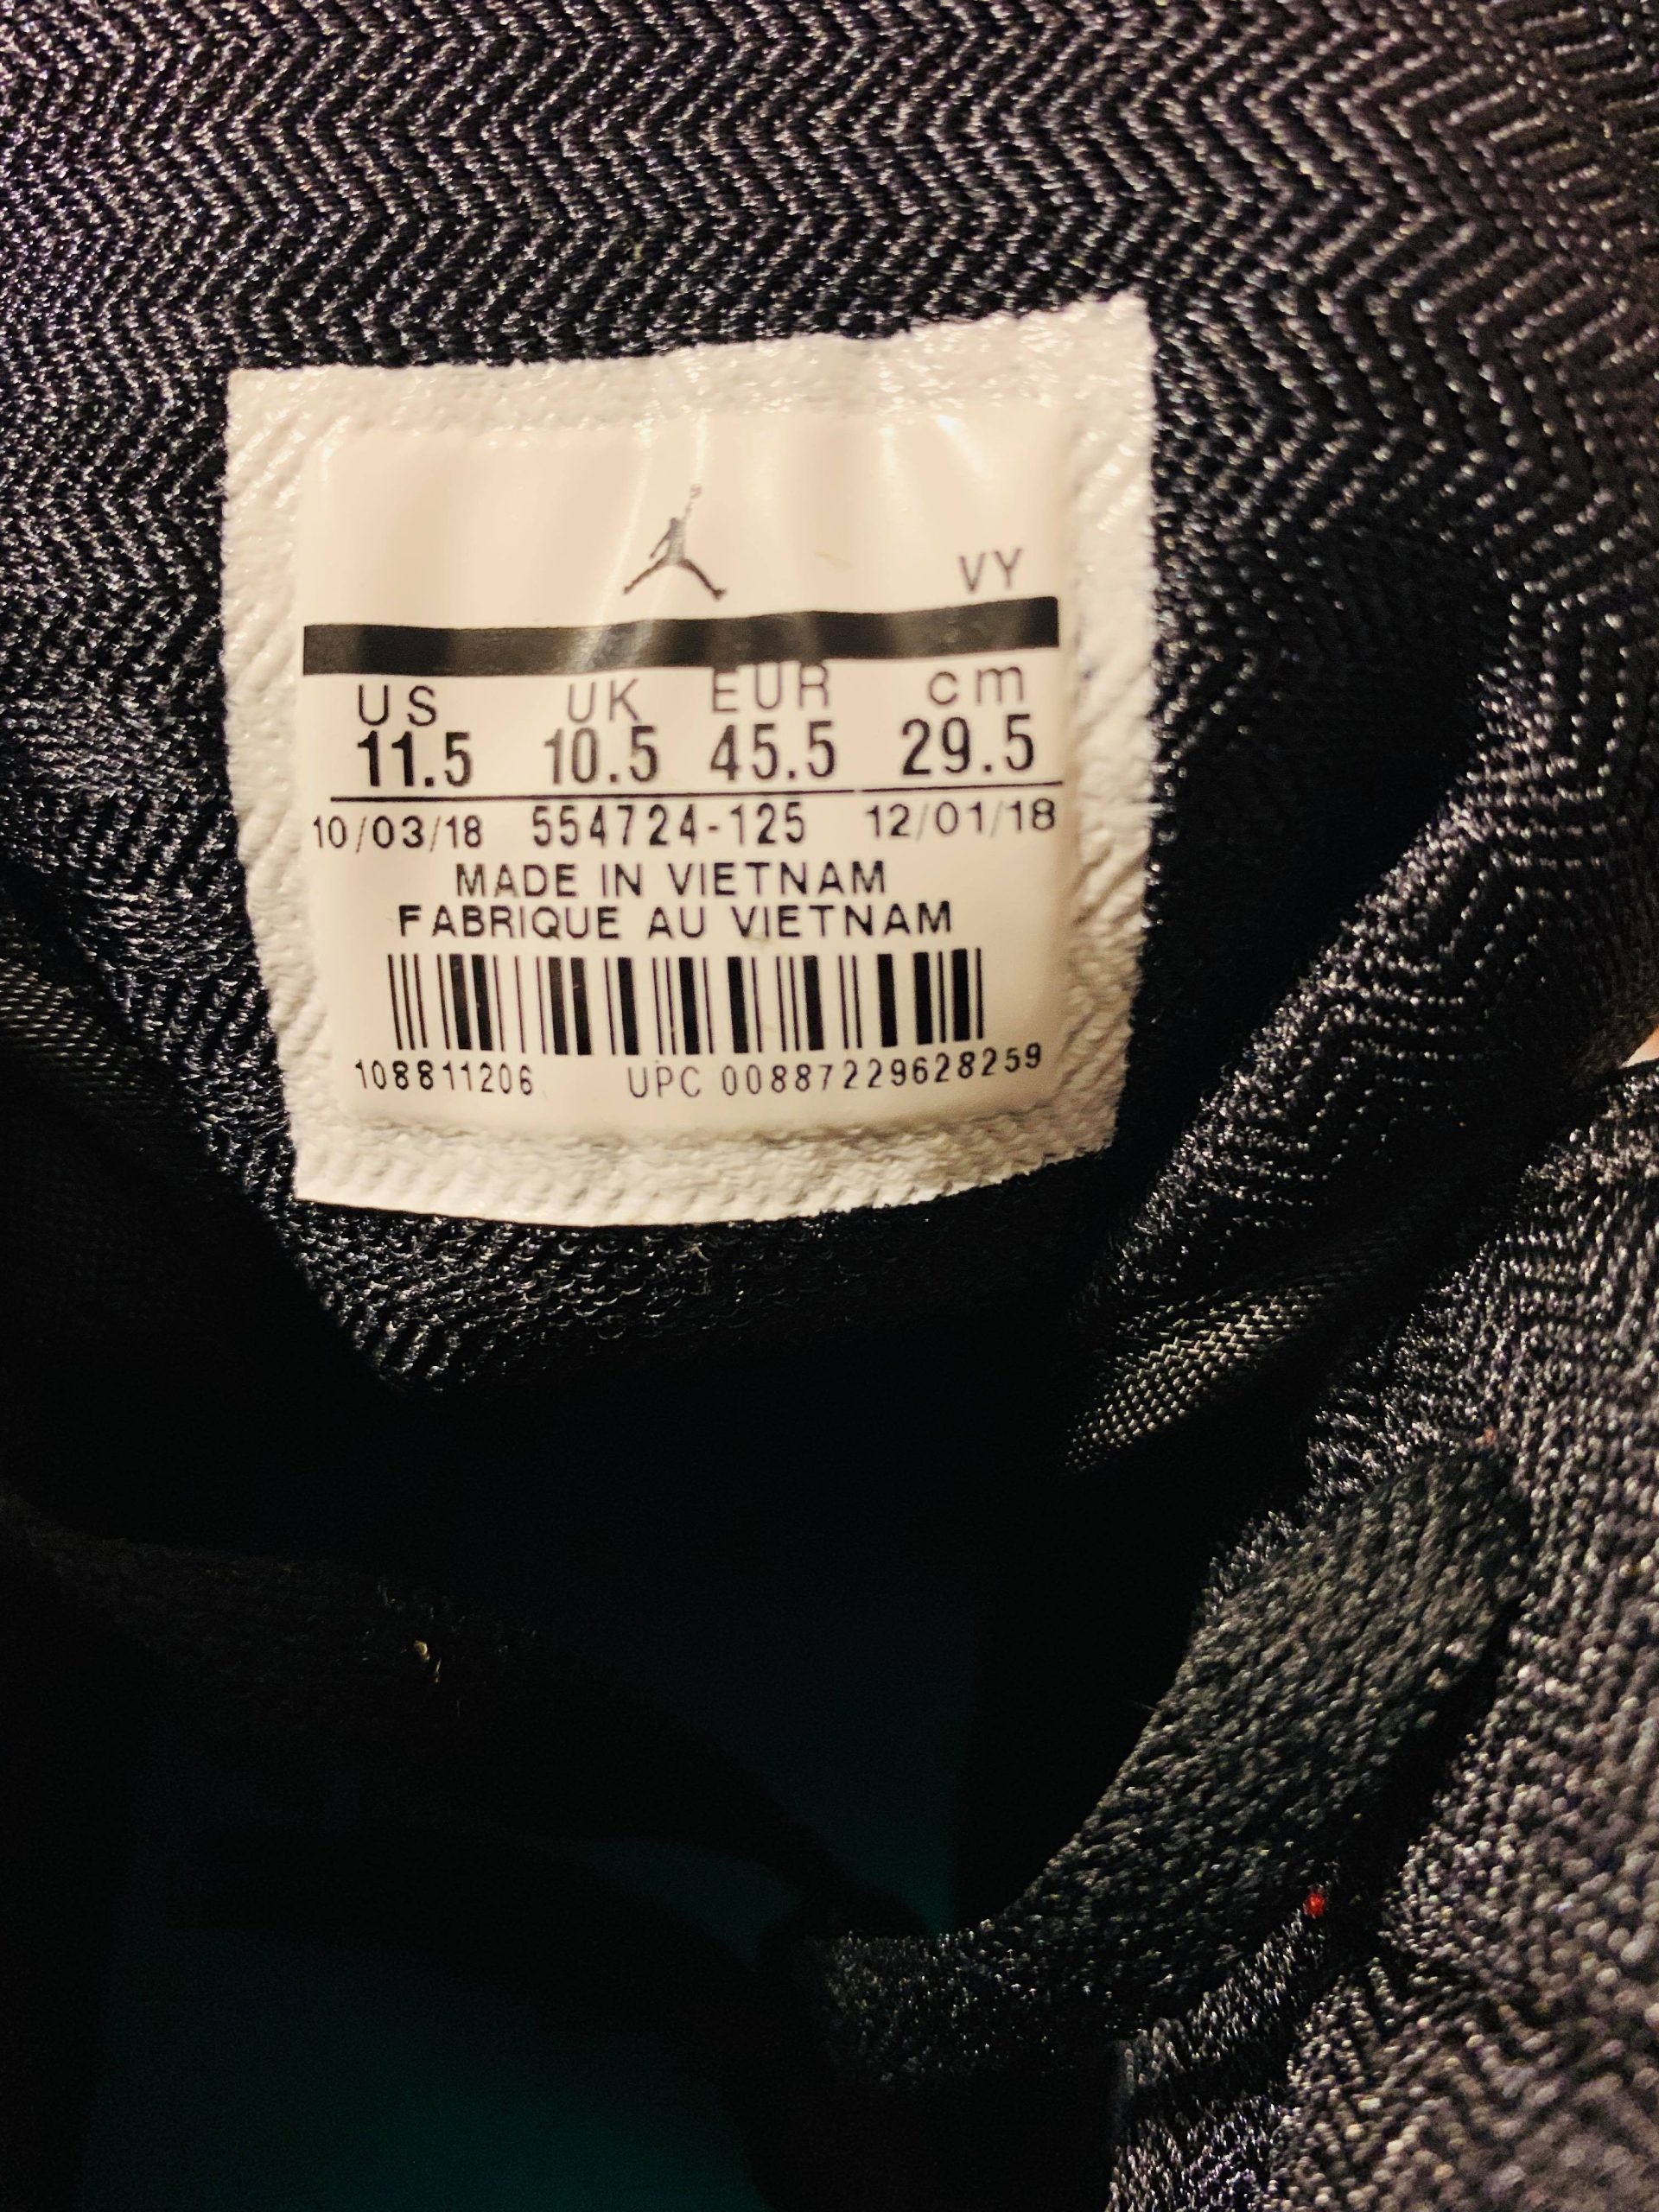 VY
US UK EUR cm
11.5 10.5 45.5 29.5
10/03/18 554724-125 12/01/18
MADE IN VIETNAM
FABRIQUE AU VIETNAM
108811206 UPC 00887229628259